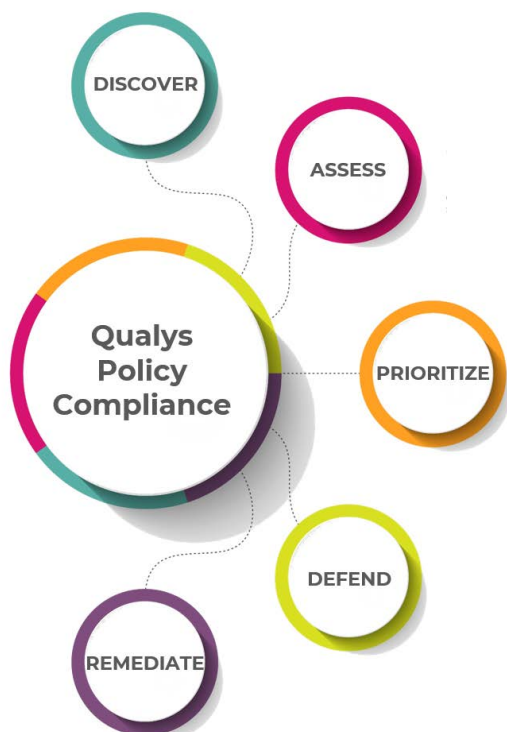 DISCOVER
ASSESS
Qualys
Policy
Compliance
PRIORITIZE
DEFEND
REMEDIATE